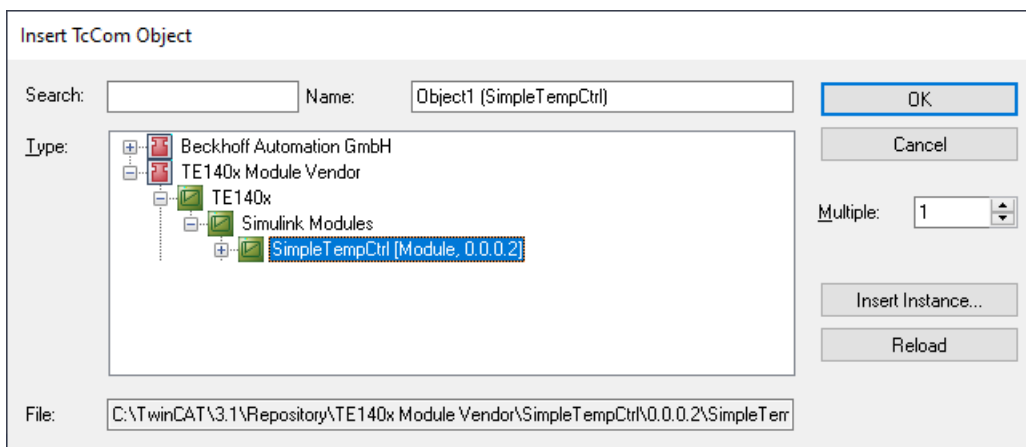 Insert TcCom Object
Search:
Name:
Object1 (SimpleTempCtrl)
OK
Type:
Beckhoff Automation GmbH
Cancel
TE140x Module Vendor
TE140x
Multiple:
1
Simulink Modules
SimpleTempCtrl [Module, 0.0.0.2]
Insert Instance...
Reload
File:
C:\TwinCAT\3.1\Repository\TE140x Module Vendor\SimpleTempCtrl\0.0.0.2\SimpleTem